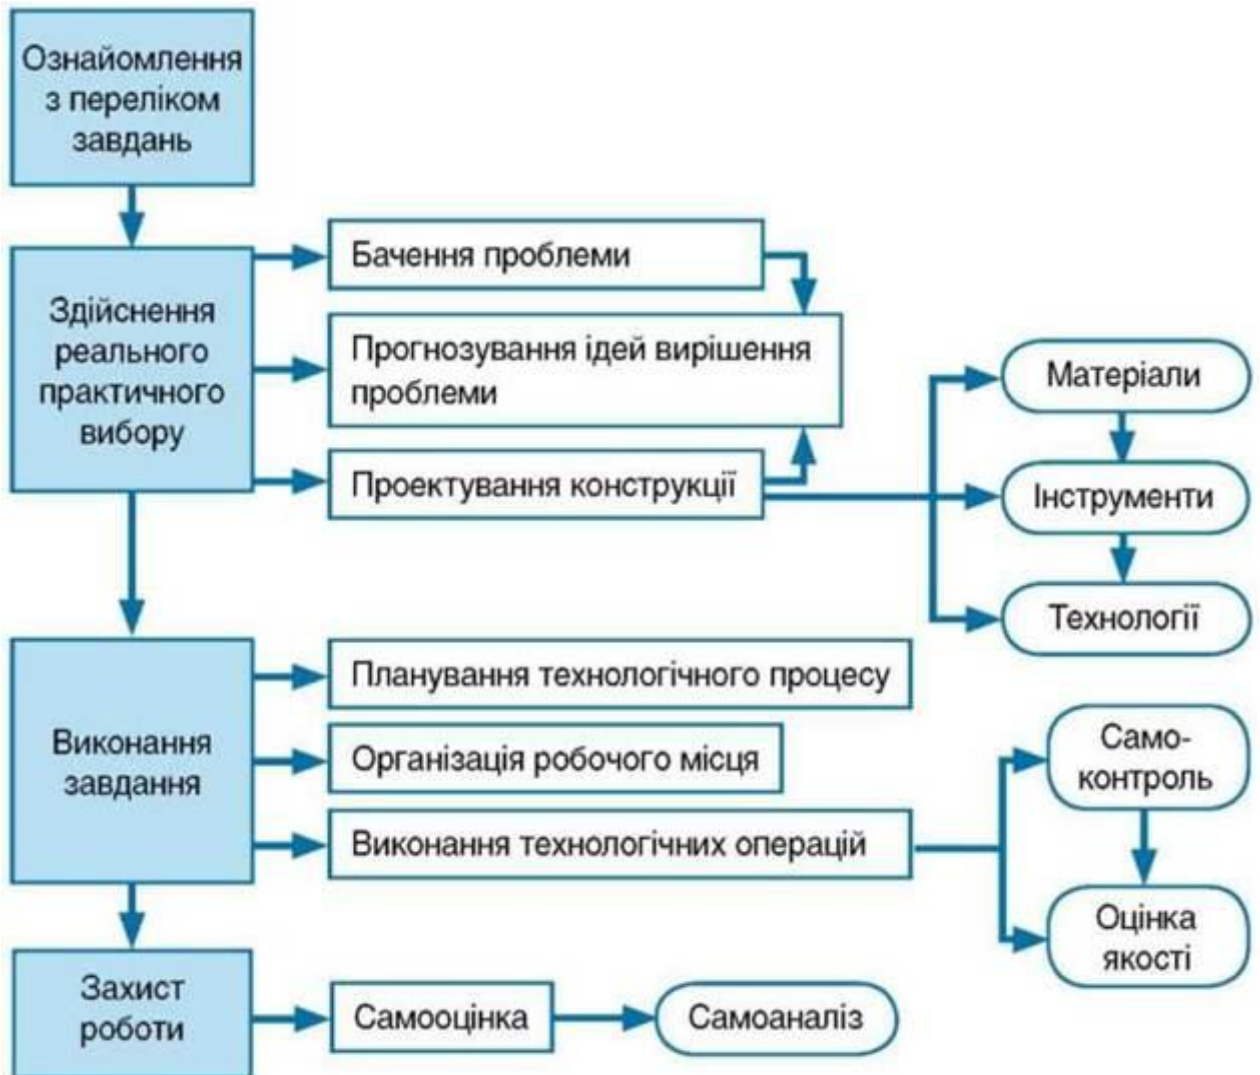 Ознайомлення
з переліком
завдань
Здійснення
реального
практичного
вибору
Бачення проблеми
Прогнозування ідей вирішення
проблеми
Проектування конструкції
Матеріали
Інструменти
Технології
Виконання
завдання
Планування технологічного процесу
Організація робочого місця
Виконання технологічних операцій
Само-
контроль
Оцінка
якості
Захист
роботи
Самооцінка
Самоаналіз